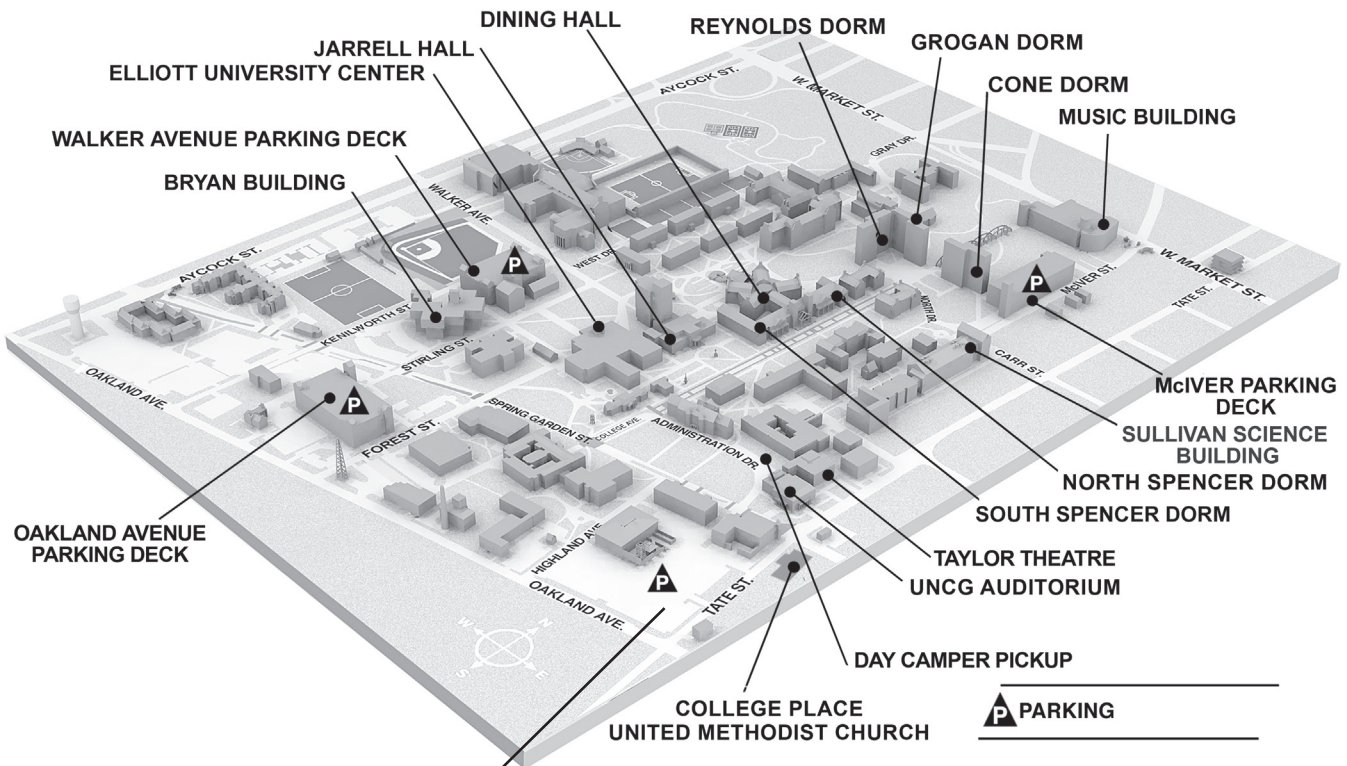 DINING HALL
REYNOLDS DORM
GROGAN DORM
JARRELL HALL
ELLIOTT UNIVERSITY CENTER
CONE DORM
MUSIC BUILDING
WALKER AVENUE PARKING DECK
BRYAN BUILDING
AYCOCK ST.
W. MARKET ST.
GRAY DR.
WALKER AVE.
WEST DR.
AYCOCK ST.
P
P
McIVER ST.
W. MARKET ST.
TATE ST.
NORTH DR.
KENILWORTH ST.
STIRLING ST.
CARR ST.
OAKLAND AVE.
P
FOREST ST.
SPRING GARDEN ST.
COLLEGE AVE.
ADMINISTRATION DR.
McIVER PARKING
DECK
SULLIVAN SCIENCE
BUILDING
NORTH SPENCER DORM
SOUTH SPENCER DORM
OAKLAND AVENUE
PARKING DECK
HIGHLAND AVE.
TAYLOR THEATRE
UNCG AUDITORIUM
P
OAKLAND AVE.
TATE ST.
W
N
S
E
DAY CAMPER PICKUP
COLLEGE PLACE
UNITED METHODIST CHURCH
P PARKING